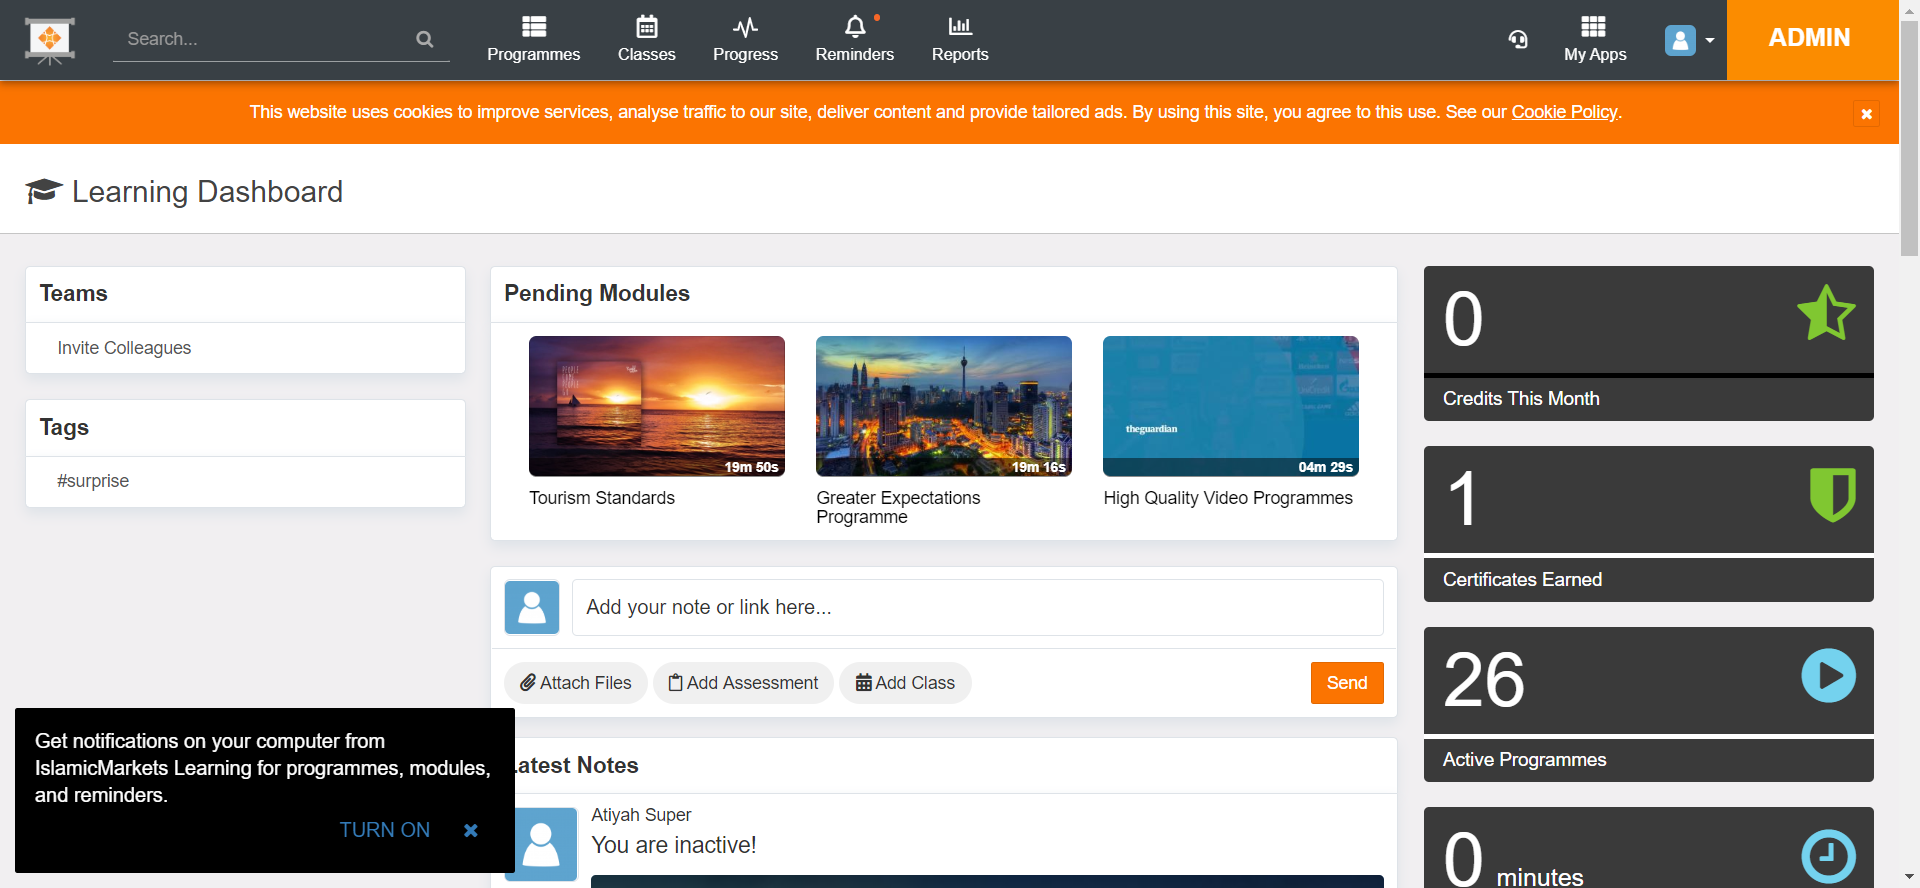 Search...
Programmes
Classes
Progress
Reminders
Reports
My Apps
ADMIN
This website uses cookies to improve services, analyse traffic to our site, deliver content and provide tailored ads. By using this site, you agree to this use. See our Cookie Policy.
Learning Dashboard
Teams
Invite Colleagues
Tags
#surprise
Pending Modules
19m 50s
Tourism Standards
19m 16s
Greater Expectations
Programme
theguardian
04m 29s
High Quality Video Programmes
Add your note or link here...
Attach Files
Add Assessment
Add Class
Send
atest Notes
Atiyah Super
You are inactive!
0
Credits This Month
1
Certificates Earned
26
Active Programmes
0 minutes
Get notifications on your computer from
IslamicMarkets Learning for programmes, modules,
and reminders.
TURN ON